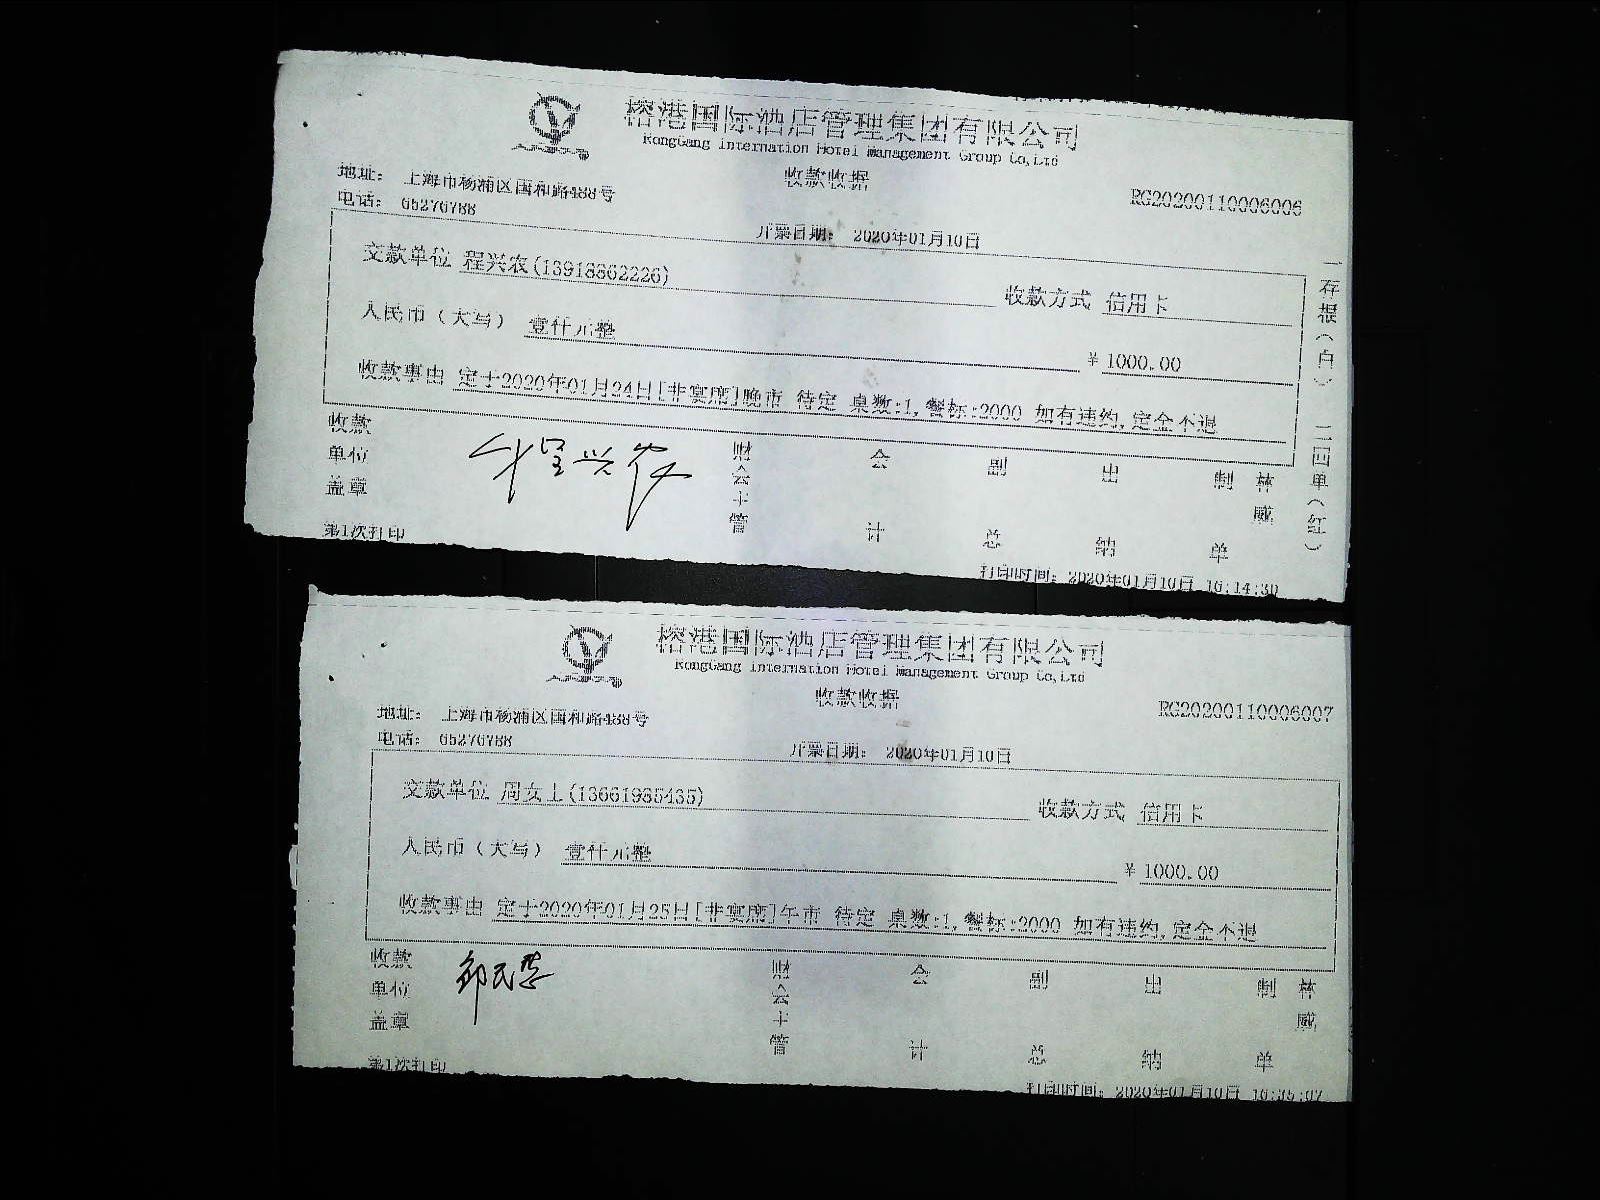 榕港国际酒店管理集团有限公司
RongGang Internation Hotel Management Group Co,Ltd
收款收据
地址： 上海市杨浦区国和路488号
RG20200110006006
电话： 65276788
开票日期： 2020年01月10日
交款单位 程兴农(13918862226) 收款方式 信用卡
人民币（大写） 壹仟元整 ￥ 1000.00
收款事由 定于2020年01月24日[非宴席]晚市 待定 桌数:1,餐标:2000 如有违约,定金不退
一存根（白） 二四单（红）
收款单位盖章 程兴农 财会主管 会计 副总 出纳 制单 林威
第1次打印
打印时间： 2020年01月10日 16:14:30
榕港国际酒店管理集团有限公司
RongGang Internation Hotel Management Group Co,Ltd
收款收据
地址： 上海市杨浦区国和路488号
RG20200110006007
电话： 65276788
开票日期： 2020年01月10日
交款单位 周女士(13661985435) 收款方式 信用卡
人民币（大写） 壹仟元整 ￥ 1000.00
收款事由 定于2020年01月25日[非宴席]午市 待定 桌数:1,餐标:2000 如有违约,定金不退
收款单位盖章 财会主管 会计 副总 出纳 制单 林威
第1次打印
打印时间： 2020年01月10日 16:35:07